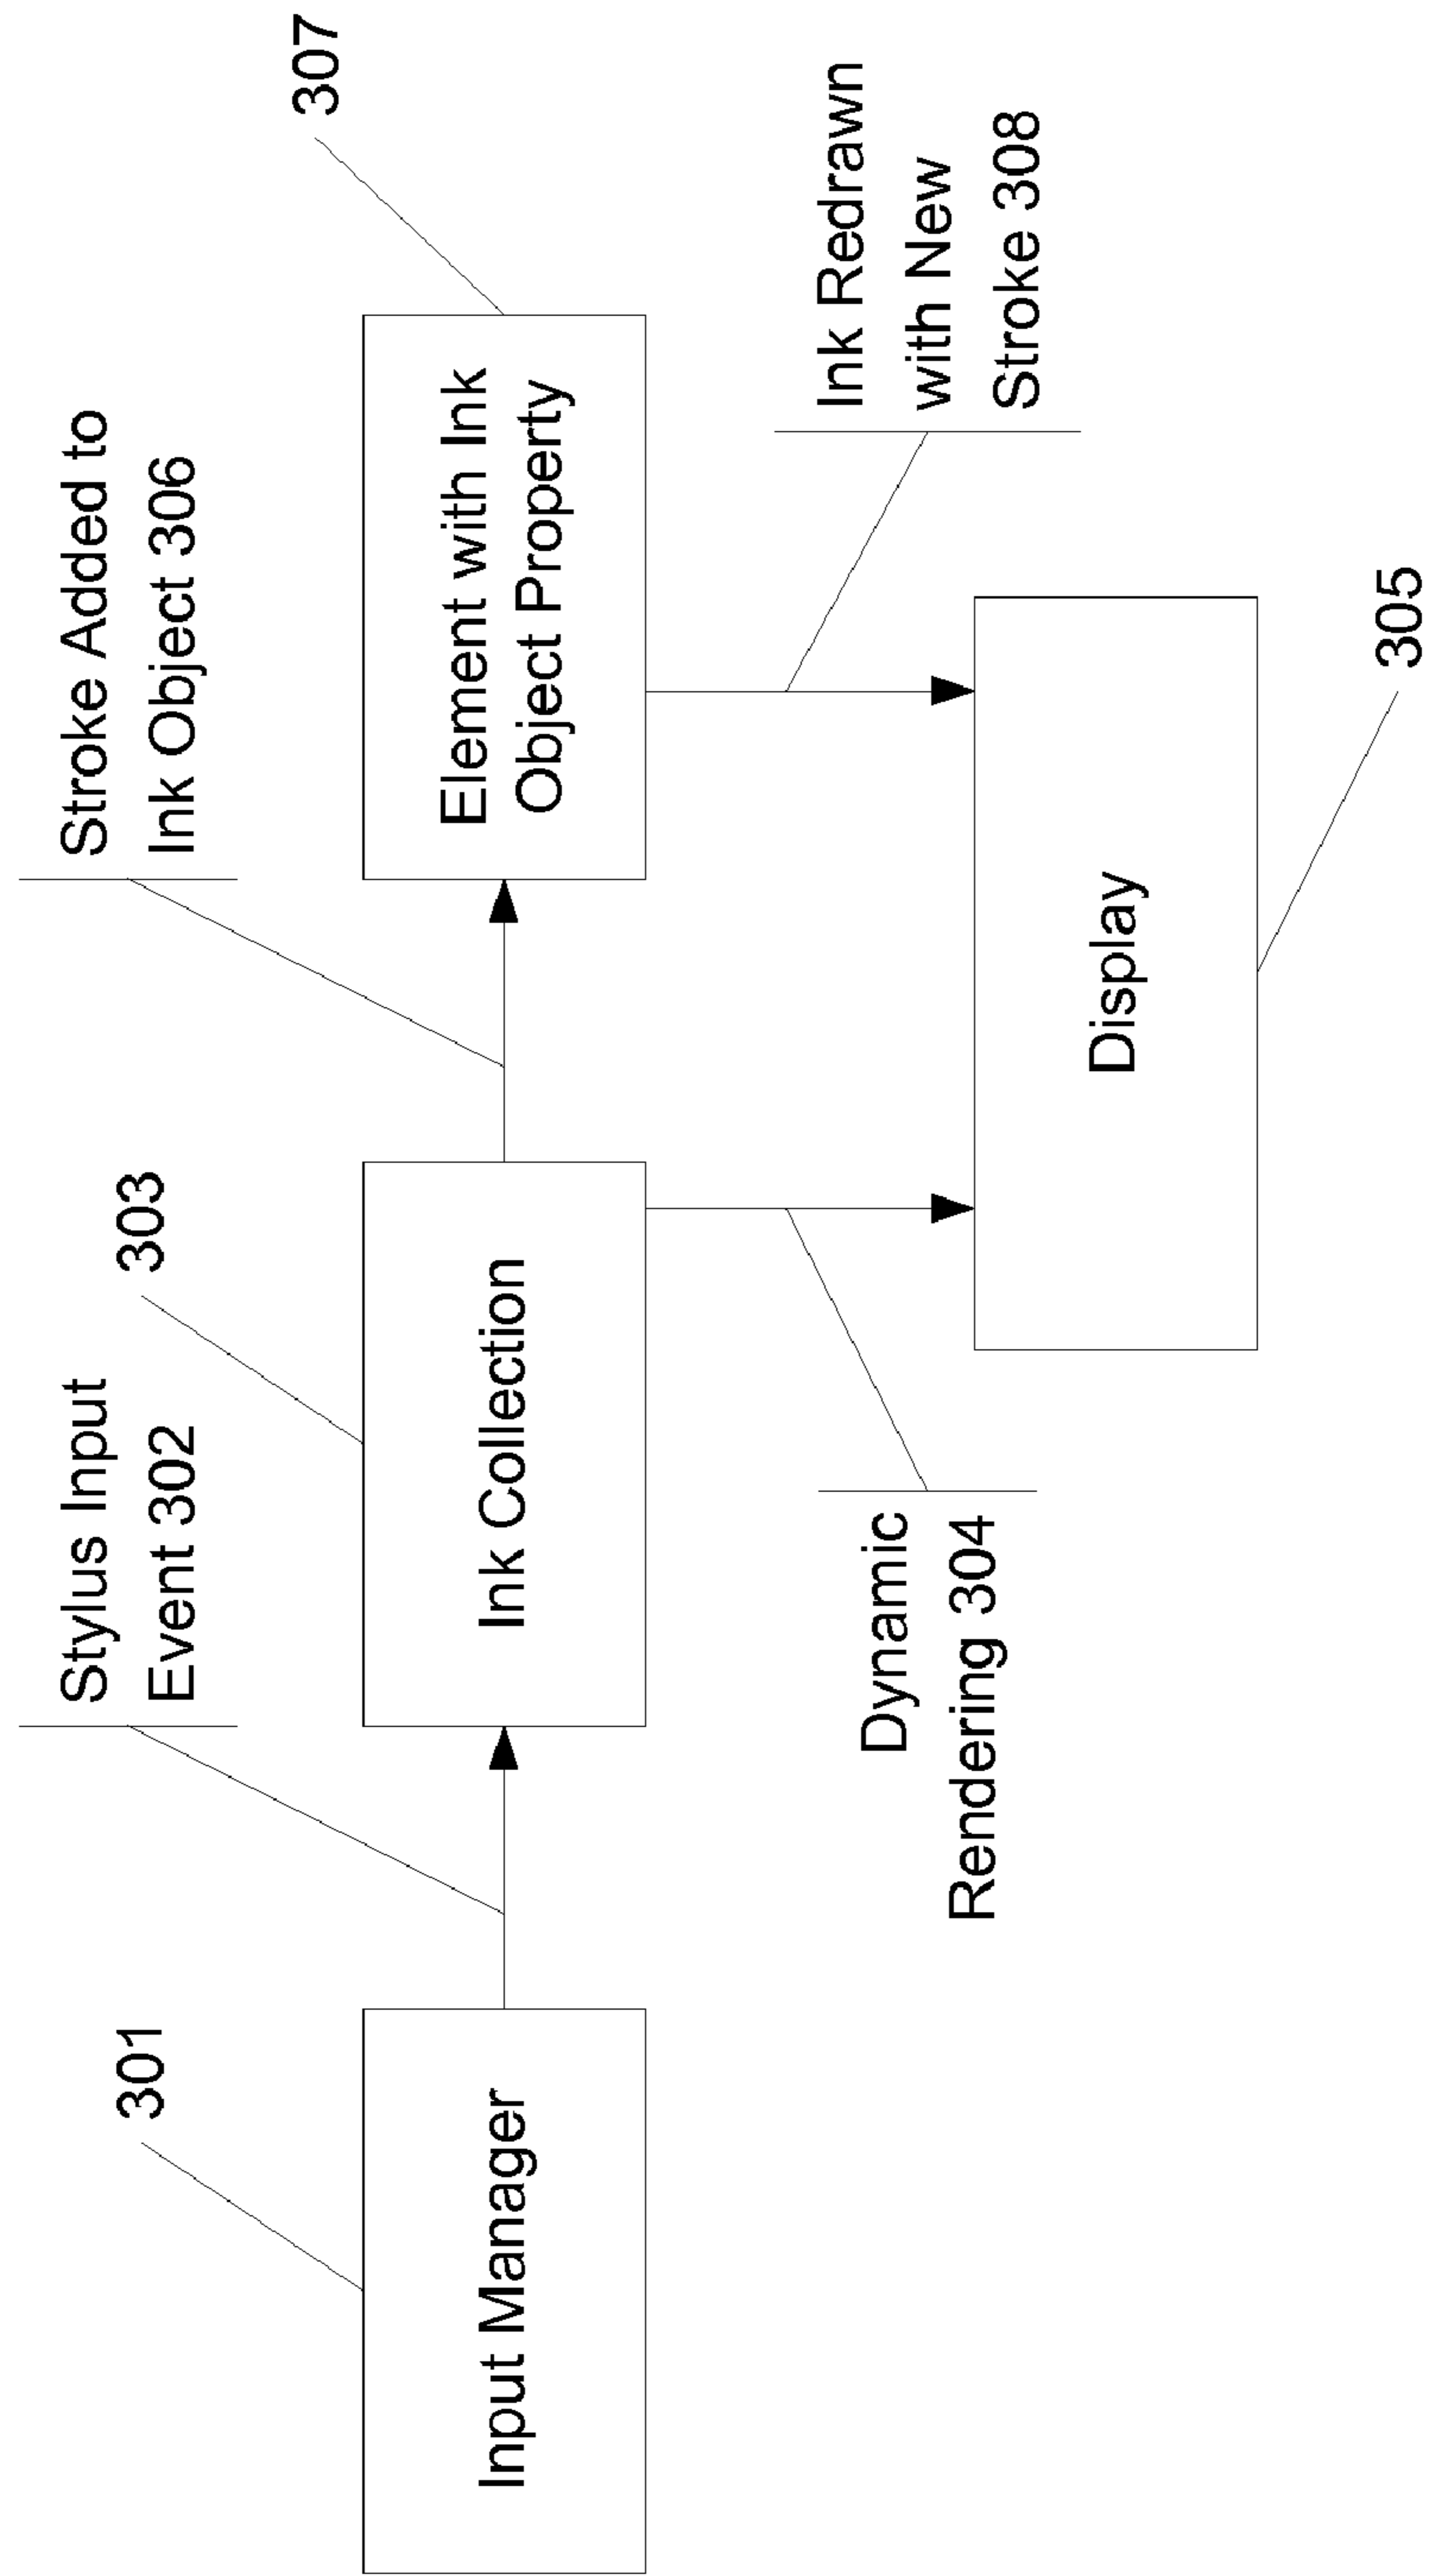 301
Input Manager
Stylus Input
Event 302
303
Ink Collection
Stroke Added to
Ink Object 306
307
Element with Ink
Object Property
Dynamic
Rendering 304
Display
305
Ink Redrawn
with New
Stroke 308